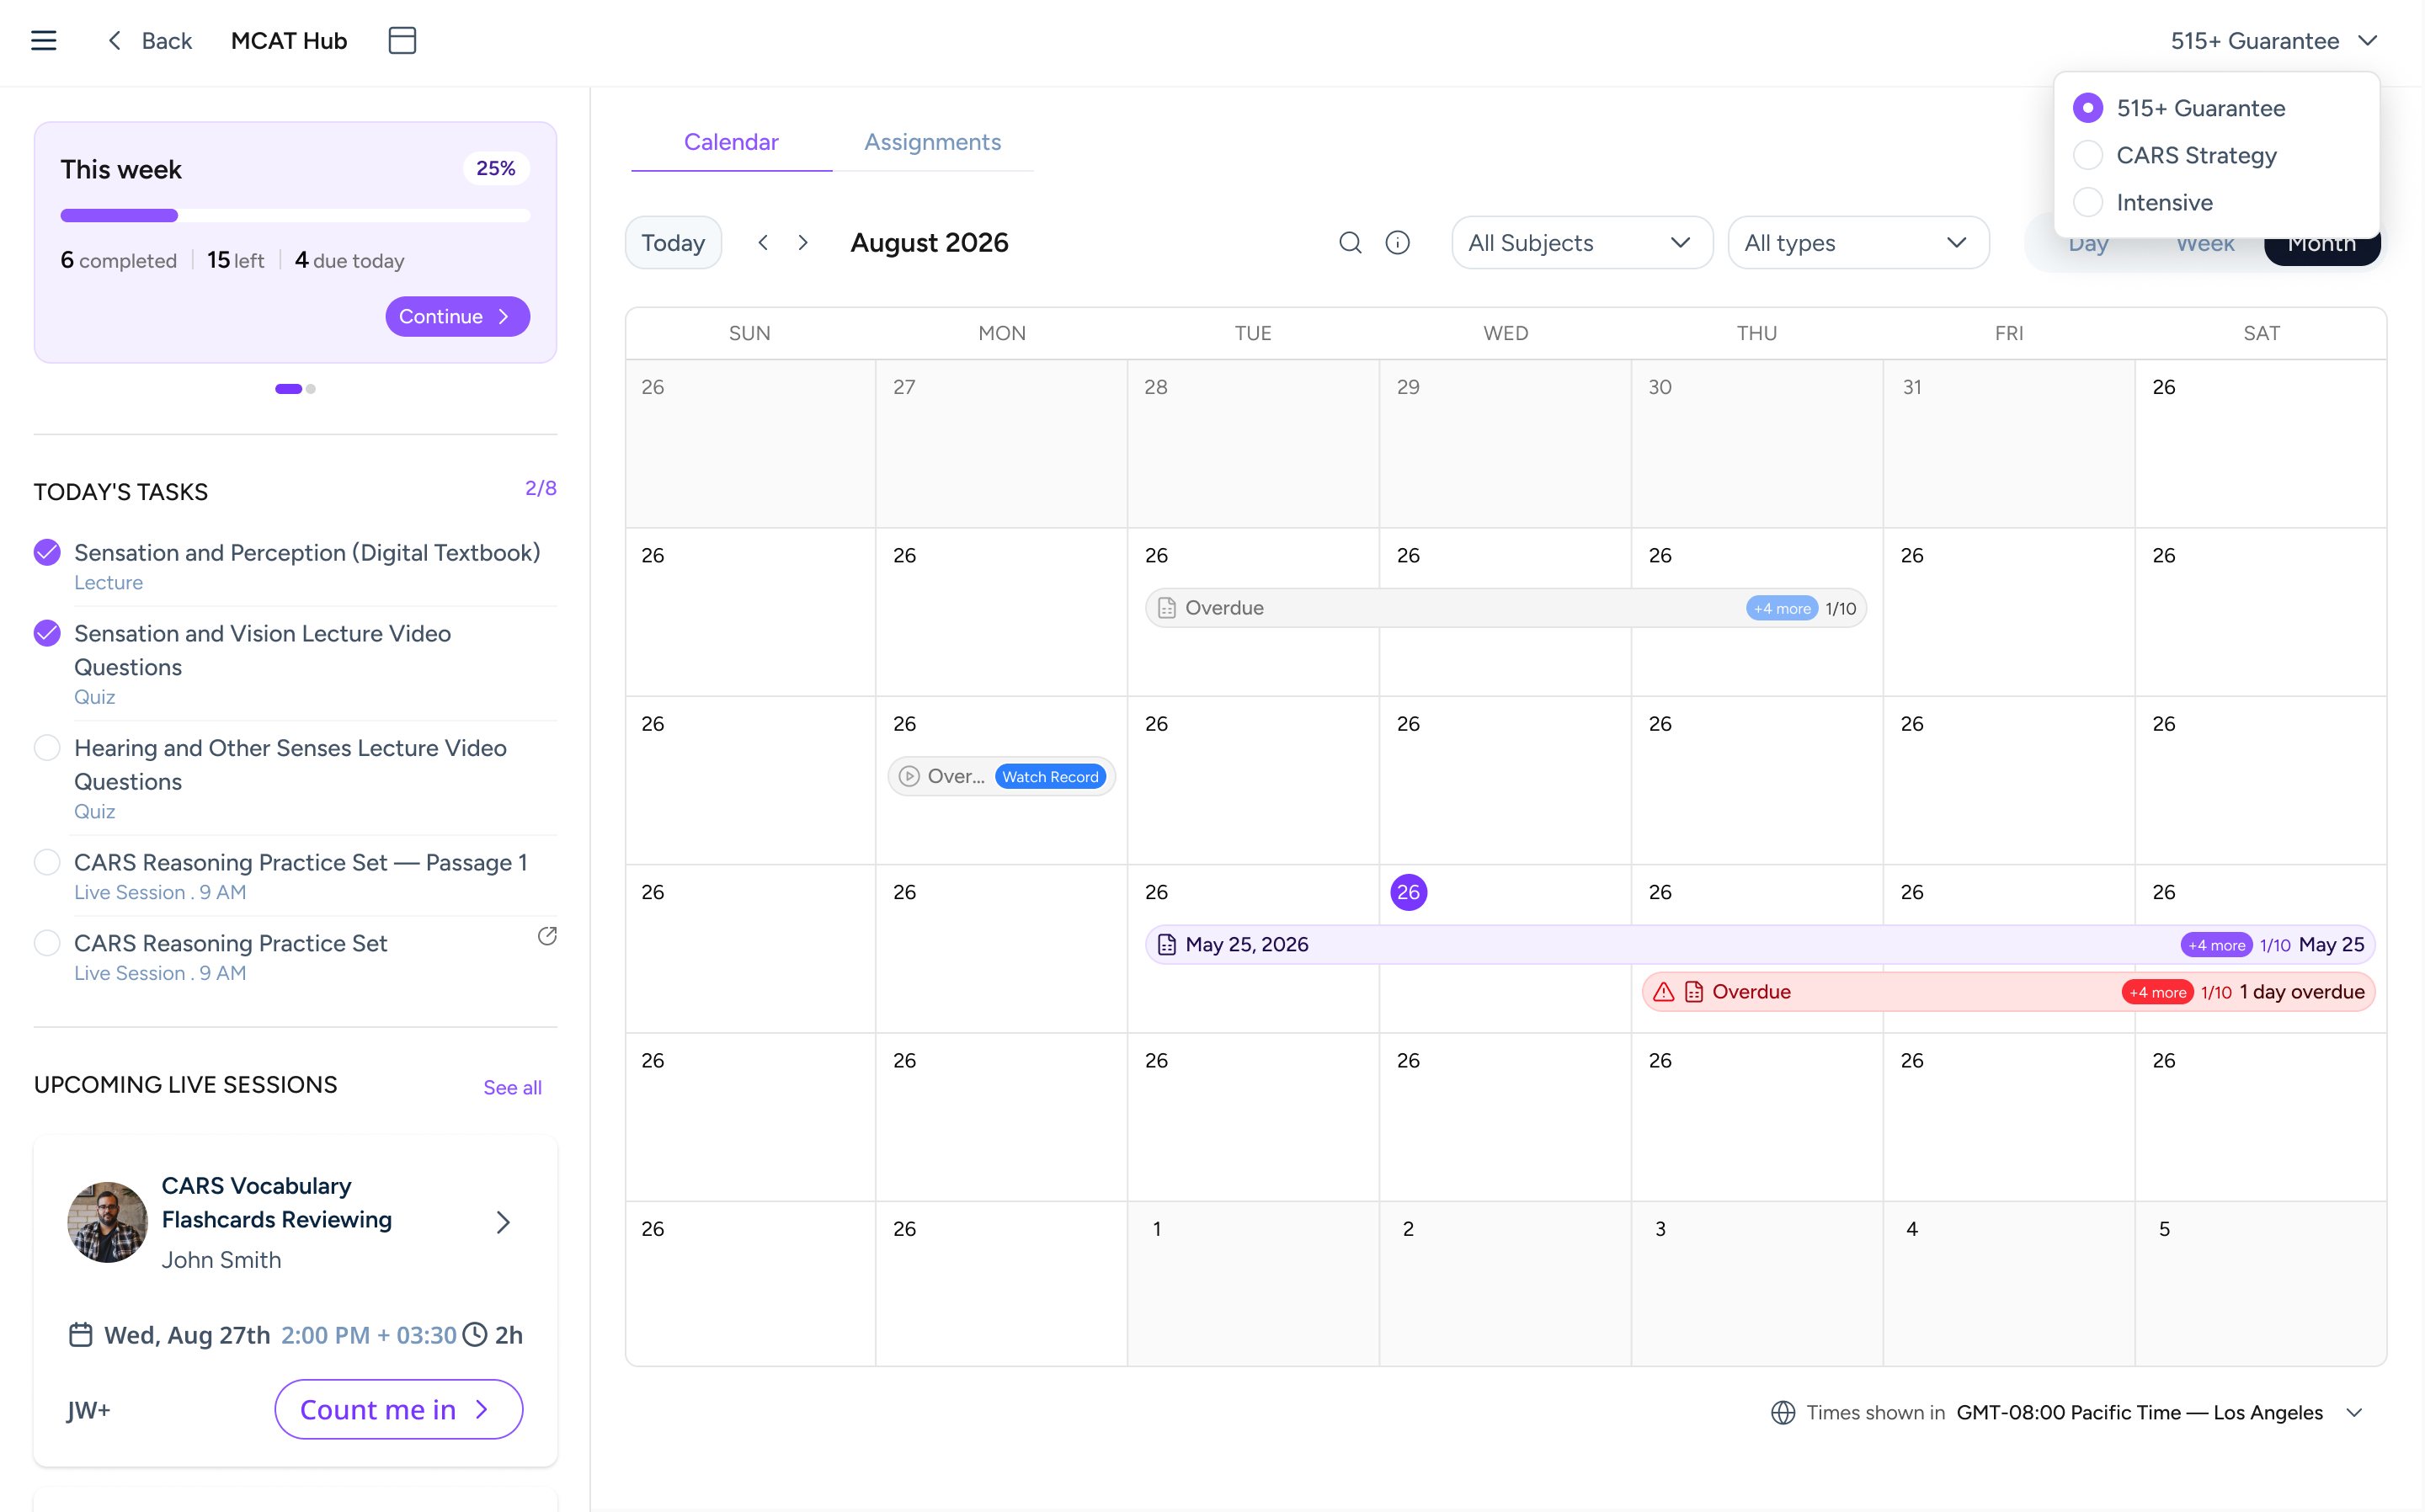 Back
MCAT Hub
515+ Guarantee
515+ Guarantee
CARS Strategy
Intensive
This week
25%
6 completed
15 left
4 due today
Continue
TODAY'S TASKS
2/8
Sensation and Perception (Digital Textbook)
Lecture
Sensation and Vision Lecture Video
Questions
Quiz
Hearing and Other Senses Lecture Video
Questions
Quiz
CARS Reasoning Practice Set — Passage 1
Live Session . 9 AM
CARS Reasoning Practice Set
Live Session . 9 AM
UPCOMING LIVE SESSIONS
See all
CARS Vocabulary
Flashcards Reviewing
John Smith
Wed, Aug 27th 2:00 PM + 03:30 2h
JW+
Count me in
Calendar
Assignments
Today
August 2026
All Subjects
All types
Day
Week
Month
SUN MON TUE WED THU FRI SAT
26 27 28 29 30 31 26
26 26 26 26 26 26 26
Overdue +4 more 1/10
26 26 26 26 26 26 26
Over... Watch Record
26 26 26 26 26 26 26
May 25, 2026 +4 more 1/10 May 25
Overdue +4 more 1/10 1 day overdue
26 26 26 26 26 26 26
26 26 1 2 3 4 5
Times shown in GMT-08:00 Pacific Time — Los Angeles